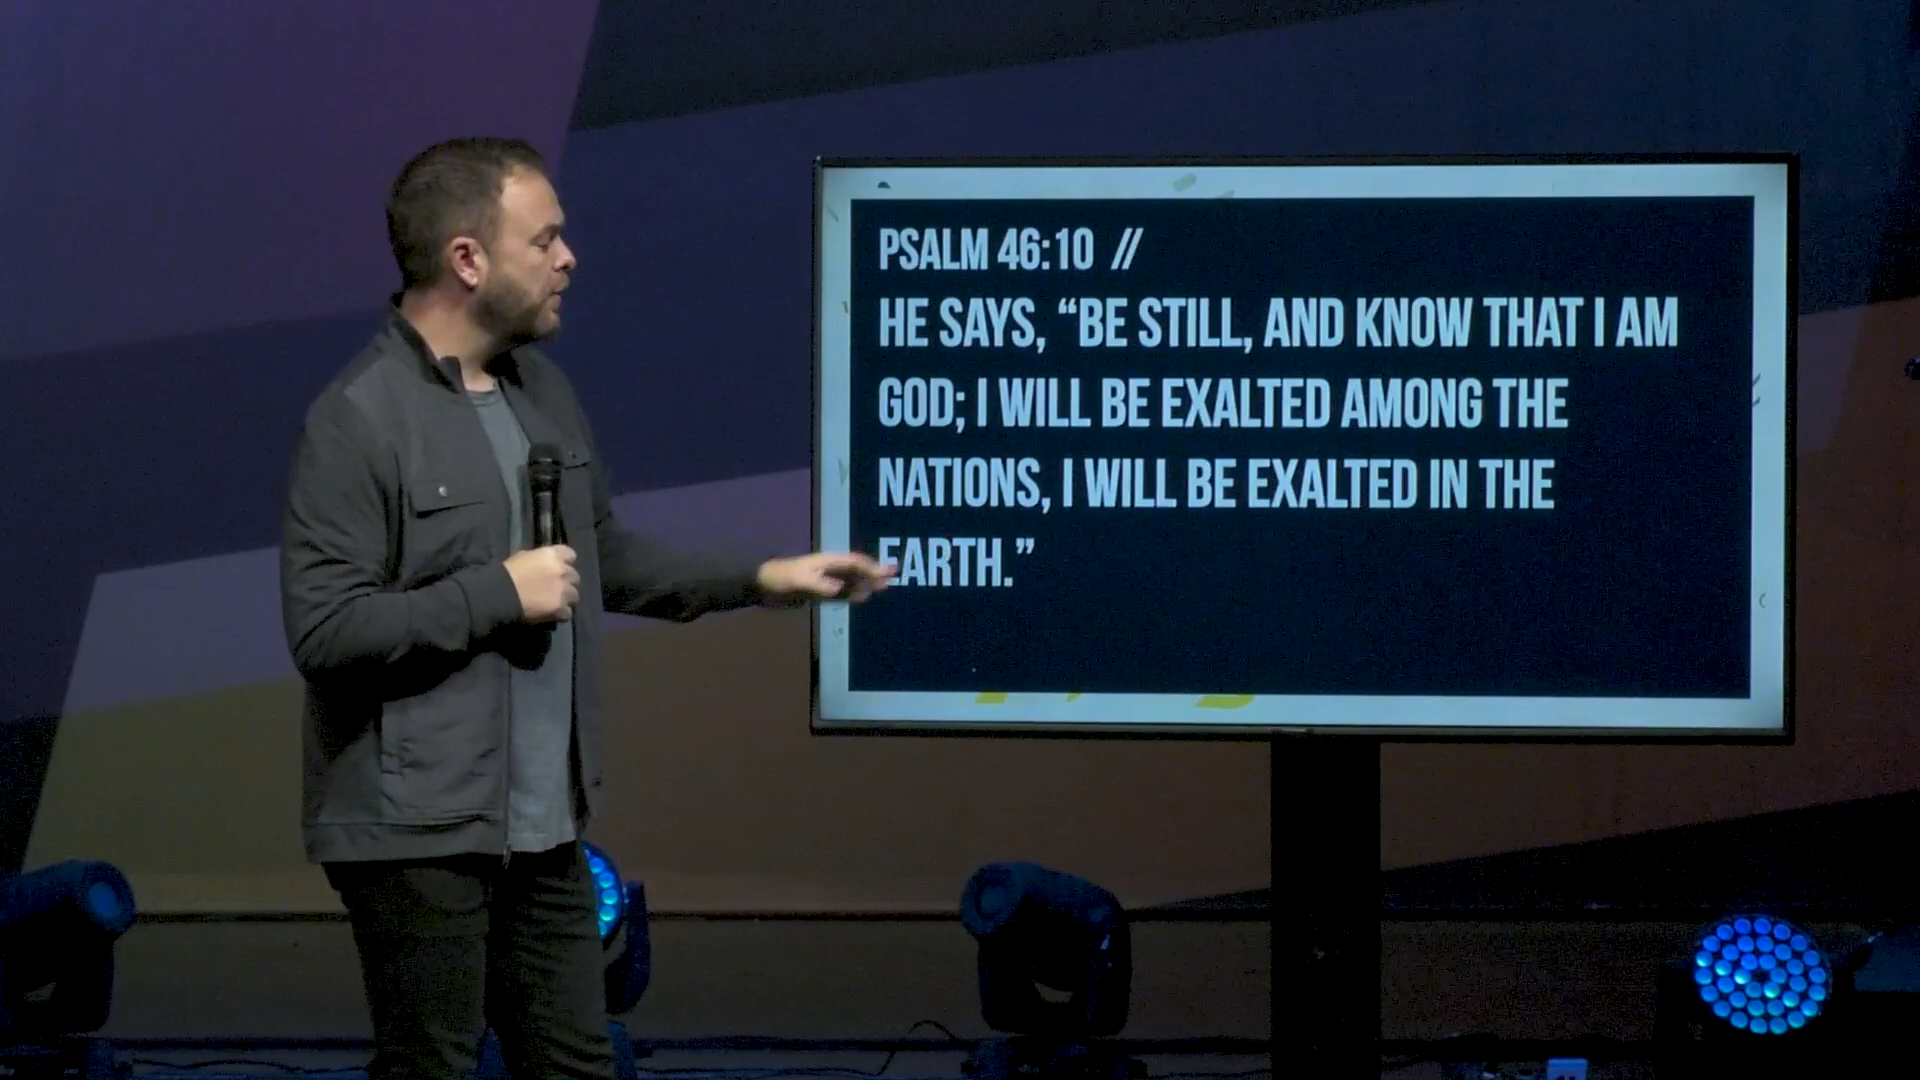 PSALM 46:10 //
HE SAYS, “BE STILL, AND KNOW THAT I AM
GOD; I WILL BE EXALTED AMONG THE
NATIONS, I WILL BE EXALTED IN THE
EARTH.”